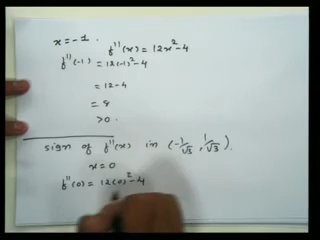 x = -1.
f''(x) = 12x² - 4
f''(-1) = 12(-1)² - 4
= 12 - 4
= 8
> 0.
sign of f''(x) in (-1/√3, 1/√3).
x = 0
f''(0) = 12(0)² - 4